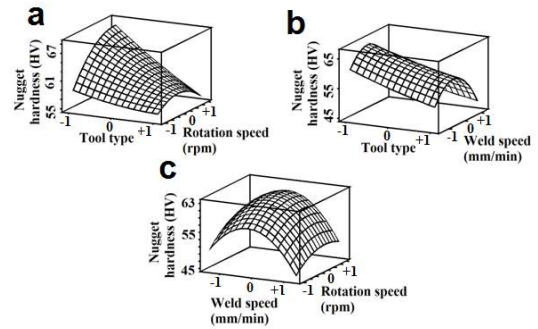 a
67
61
55
Nugget
hardness (HV)
-1 0 +1
Tool type
-1 0 +1
Rotation speed
(rpm)
b
65
55
45
Nugget
hardness (HV)
-1 0 +1
Tool type
-1 0 +1
Weld speed
(mm/min)
c
63
55
45
Nugget
hardness (HV)
-1 0 +1
Weld speed
(mm/min)
-1 0 +1
Rotation speed
(rpm)